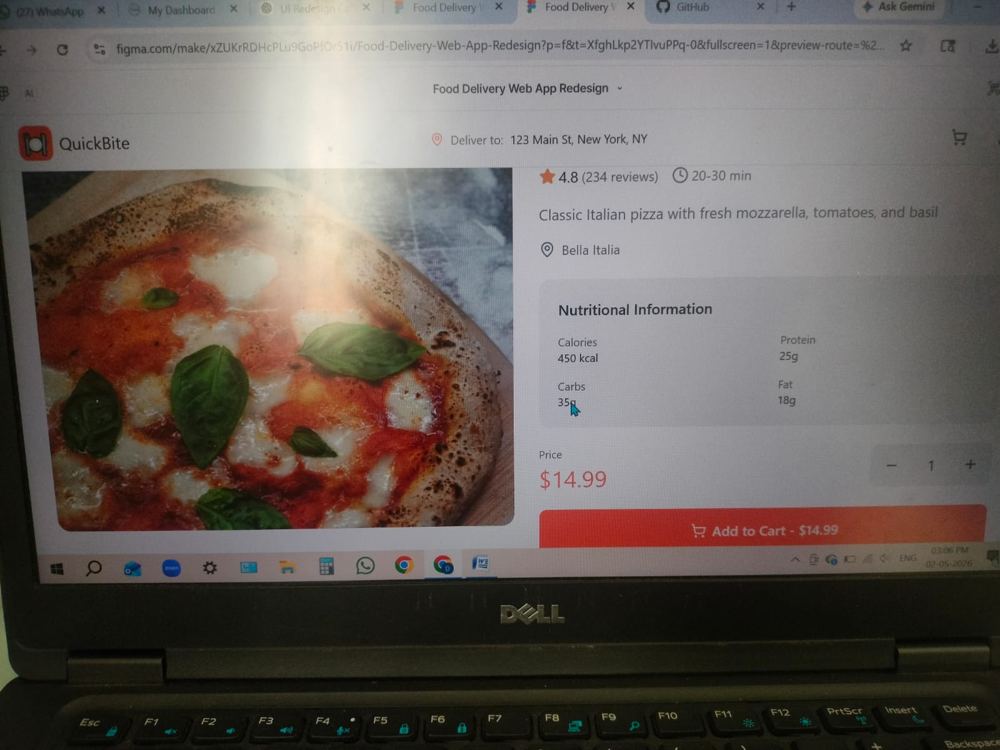 (27) WhatsApp
My Dashboard
UI Redesign
Food Delivery
Food Delivery
GitHub
Ask Gemini
figma.com/make/xZUKrRDHcPLu9GoPfOr51i/Food-Delivery-Web-App-Redesign?p=f&t=XfghLkp2YTlvuPPq-0&fullscreen=1&preview-route=%2...
AI
Food Delivery Web App Redesign
QuickBite
Deliver to: 123 Main St, New York, NY
4.8 (234 reviews) 20-30 min
Classic Italian pizza with fresh mozzarella, tomatoes, and basil
Bella Italia
Nutritional Information
Calories
450 kcal
Protein
25g
Carbs
35g
Fat
18g
Price
$14.99
− 1 +
Add to Cart - $14.99
zoom
ENG
03:06 PM
02-05-2026
DELL
Esc F1 F2 F3 F4 F5 F6 F7 F8 F9 F10 F11 F12 PrtScr Insert Delete
Backspace